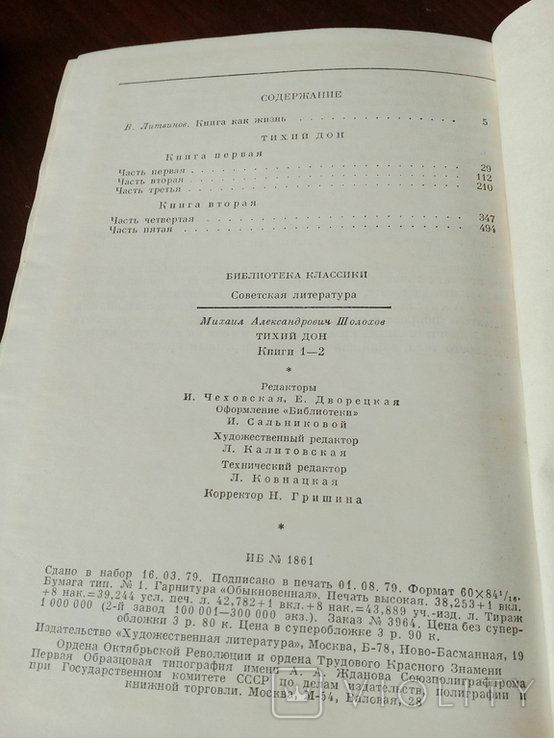 СОДЕРЖАНИЕ
В. Литвинов. Книга как жизнь . . . . . . . . . . . . . 5
ТИХИЙ ДОН
Книга первая
Часть первая . . . . . . . . . . . . . . . . . . 29
Часть вторая . . . . . . . . . . . . . . . . . . 112
Часть третья . . . . . . . . . . . . . . . . . . 210
Книга вторая
Часть четвертая . . . . . . . . . . . . . . . . . 347
Часть пятая . . . . . . . . . . . . . . . . . . . 494
БИБЛИОТЕКА КЛАССИКИ
Советская литература
Михаил Александрович Шолохов
ТИХИЙ ДОН
Книги 1—2
*
Редакторы
И. Чеховская, Е. Дворецкая
Оформление «Библиотеки»
И. Сальниковой
Художественный редактор
Л. Калитовская
Технический редактор
Л. Ковнацкая
Корректор Н. Гришина
*
ИБ № 1861
Сдано в набор 16.03.79. Подписано в печать 01.08.79. Формат 60×84¹/₁₆.
Бумага тип. № 1. Гарнитура «Обыкновенная». Печать высокая. 38,253+1 вкл.
+8 нак.=39,244 усл. печ. л. 42,782+1 вкл.+8 нак.=43,889 уч.-изд. л. Тираж
1 000 000 (2-й завод 100 001—300 000 экз.). Заказ № 3964. Цена без супер-
обложки 3 р. 80 к. Цена в суперобложке 3 р. 90 к.
Издательство «Художественная литература», Москва, Б-78, Ново-Басманная, 19
Ордена Октябрьской Революции и ордена Трудового Красного Знамени
Первая Образцовая типография имени А. А. Жданова Союзполиграфпрома
при Государственном комитете СССР по делам издательств, полиграфии и
книжной торговли. Москва, М-54, Валовая, 28
VIOLITY